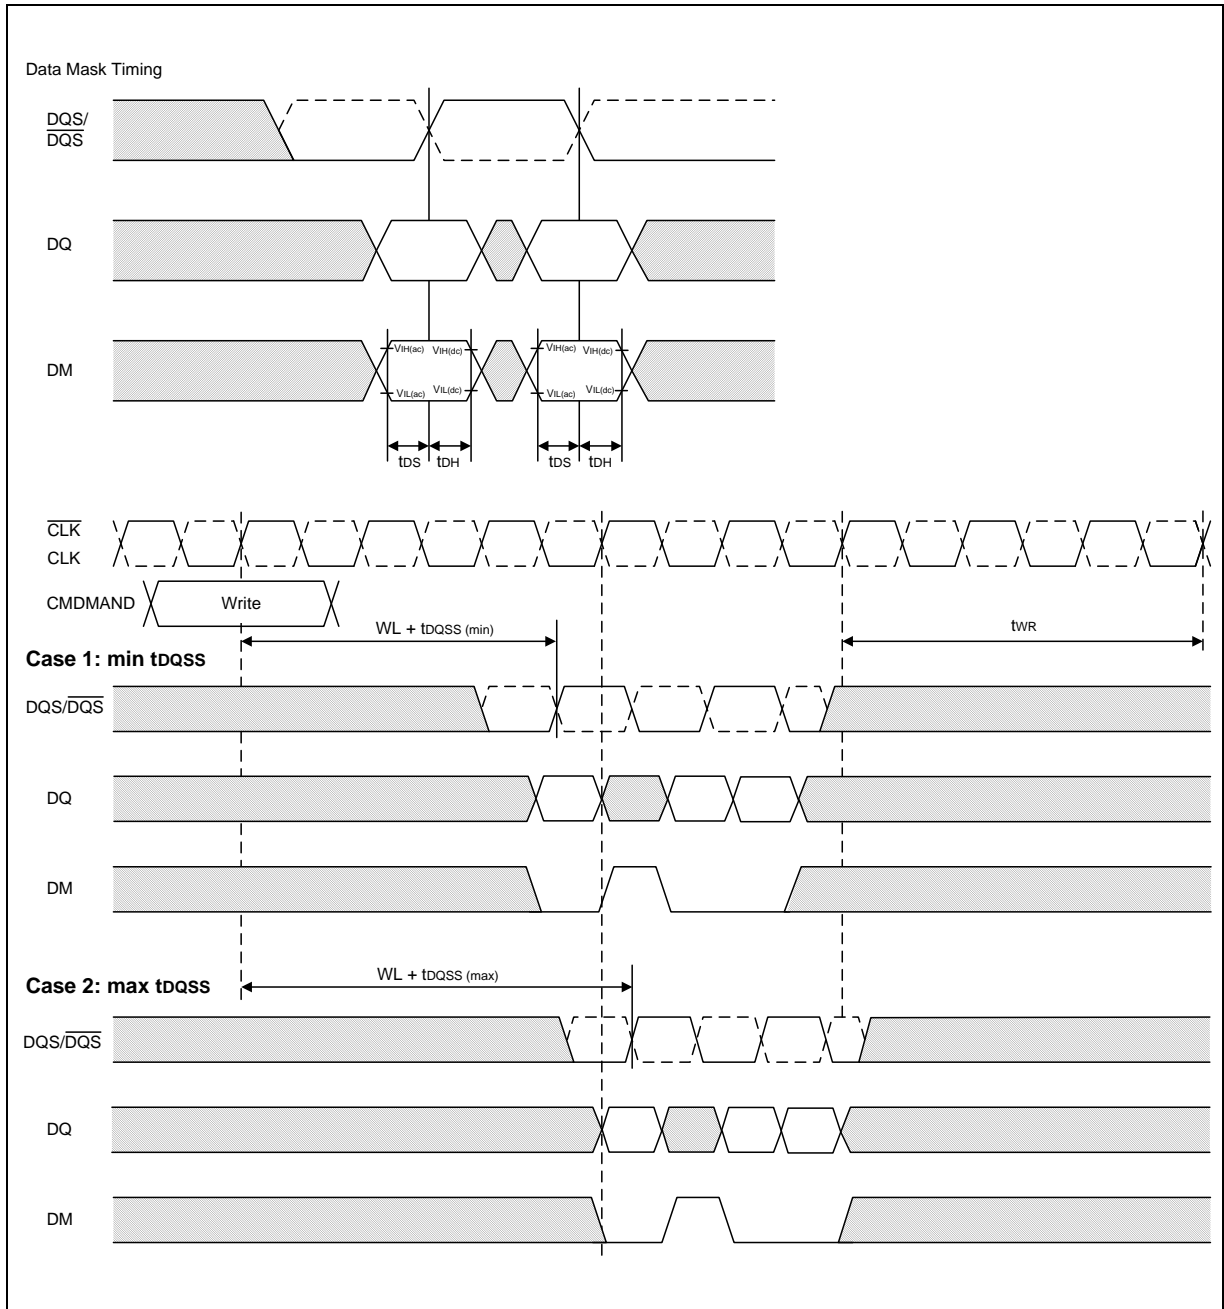 Data Mask Timing
DQS/
DQS
DQ
DM
VIH(ac) VIH(dc) VIH(ac) VIH(dc)
VIL(ac) VIL(dc) VIL(ac) VIL(dc)
tDS tDH tDS tDH
CLK
CLK
CMDMAND Write
WL + tDQSS (min) tWR
Case 1: min tDQSS
DQS/DQS
DQ
DM
WL + tDQSS (max)
Case 2: max tDQSS
DQS/DQS
DQ
DM